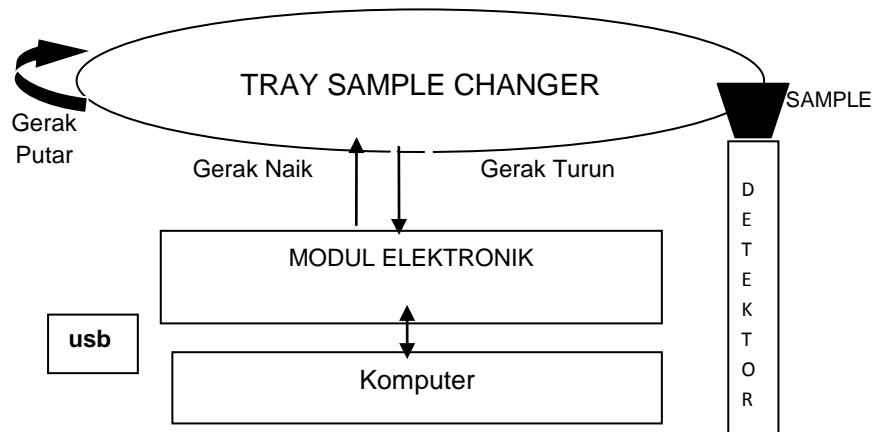 TRAY SAMPLE CHANGER
SAMPLE
Gerak
Putar
Gerak Naik
Gerak Turun
MODUL ELEKTRONIK
usb
Komputer
D
E
T
E
K
T
O
R